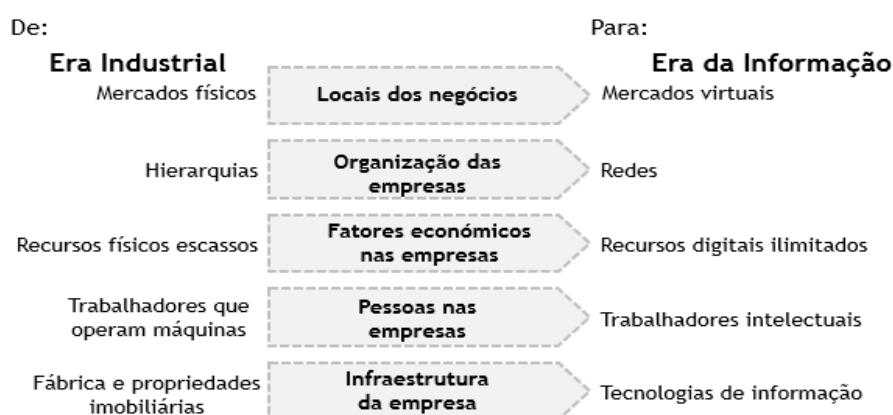 De:
Para:
Era Industrial
Era da Informação
Mercados físicos
Locais dos negócios
Mercados virtuais
Hierarquias
Organização das
empresas
Redes
Recursos físicos escassos
Fatores económicos
nas empresas
Recursos digitais ilimitados
Trabalhadores que
operam máquinas
Pessoas nas
empresas
Trabalhadores intelectuais
Fábrica e propriedades
imobiliárias
Infraestrutura
da empresa
Tecnologias de informação